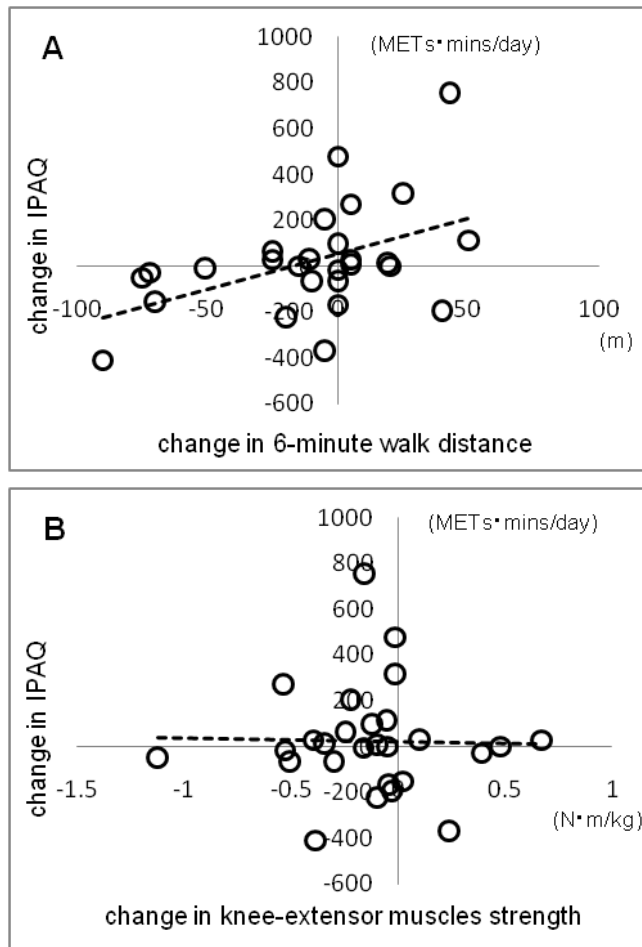 A
(METs･mins/day)
1000
800
600
400
200
0
-200
-400
-600
-100
-50
50
100
(m)
change in IPAQ
change in 6-minute walk distance
B
(METs･mins/day)
1000
800
600
400
200
0
-200
-400
-600
-1.5
-1
-0.5
0.5
1
(N･m/kg)
change in IPAQ
change in knee-extensor muscles strength